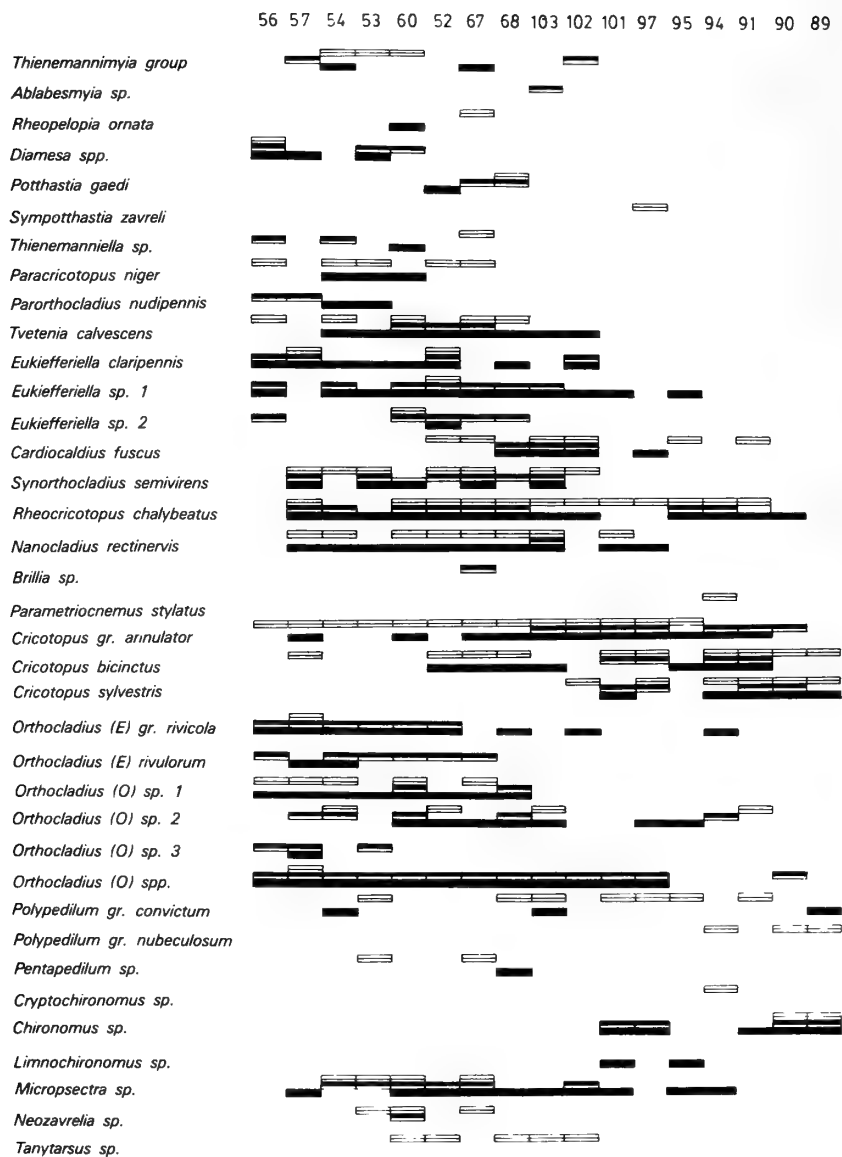 56 57 54 53 60 52 67 68 103 102 101 97 95 94 91 90 89
Thienemannimyia group
Ablabesmyia sp.
Rheopelopia ornata
Diamesa spp.
Potthastia gaedi
Sympotthastia zavreli
Thienemanniella sp.
Paracricotopus niger
Parorthocladius nudipennis
Tvetenia calvescens
Eukiefferiella claripennis
Eukiefferiella sp. 1
Eukiefferiella sp. 2
Cardiocaldius fuscus
Synorthocladius semivirens
Rheocricotopus chalybeatus
Nanocladius rectinervis
Brillia sp.
Parametriocnemus stylatus
Cricotopus gr. annulator
Cricotopus bicinctus
Cricotopus sylvestris
Orthocladius (E) gr. rivicola
Orthocladius (E) rivulorum
Orthocladius (O) sp. 1
Orthocladius (O) sp. 2
Orthocladius (O) sp. 3
Orthocladius (O) spp.
Polypedilum gr. convictum
Polypedilum gr. nubeculosum
Pentapedilum sp.
Cryptochironomus sp.
Chironomus sp.
Limnochironomus sp.
Micropsectra sp.
Neozavrelia sp.
Tanytarsus sp.